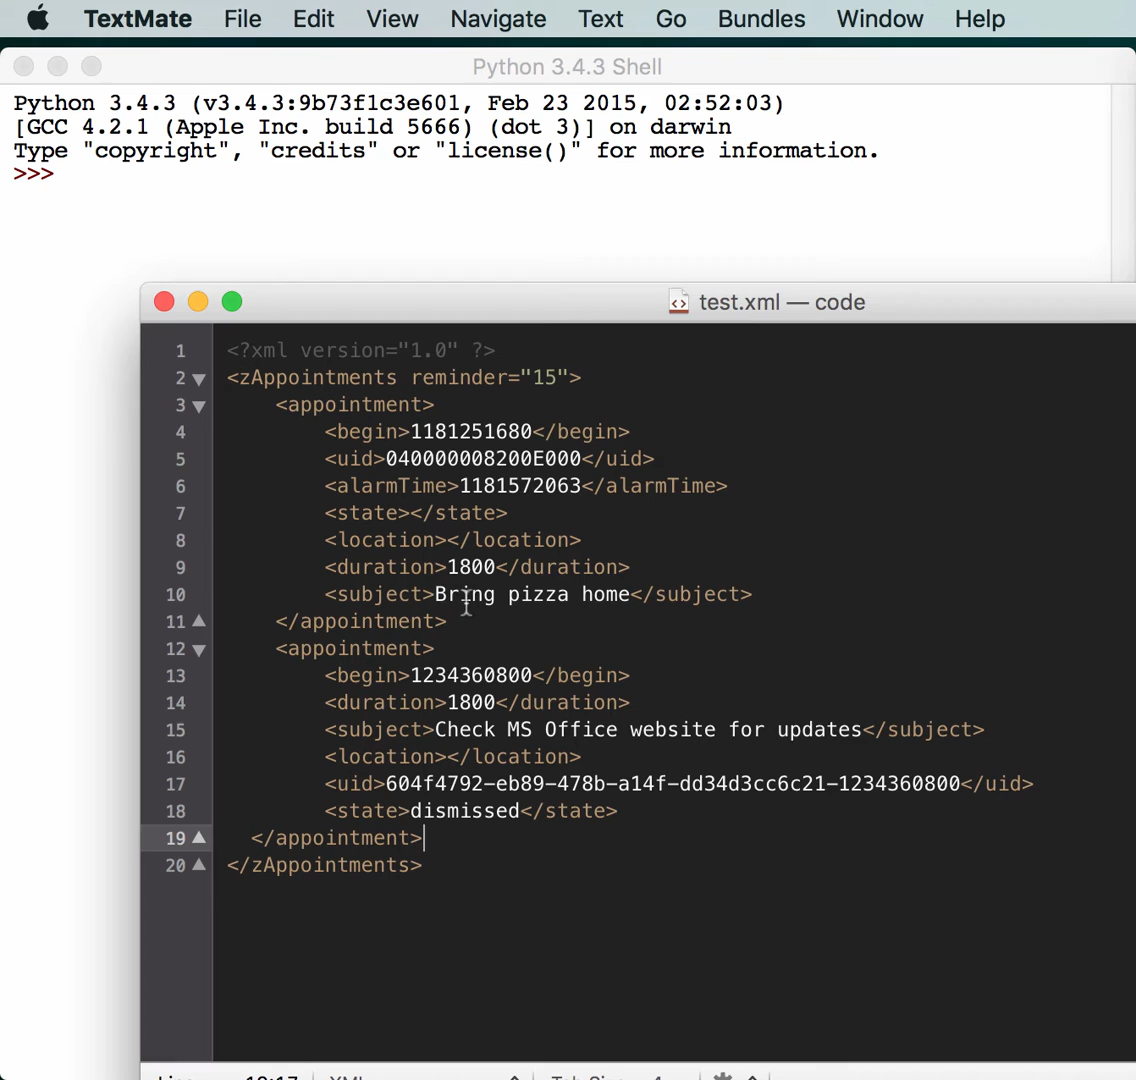 TextMate File Edit View Navigate Text Go Bundles Window Help
Python 3.4.3 Shell
Python 3.4.3 (v3.4.3:9b73f1c3e601, Feb 23 2015, 02:52:03)
[GCC 4.2.1 (Apple Inc. build 5666) (dot 3)] on darwin
Type "copyright", "credits" or "license()" for more information.
>>>
test.xml — code
1 <?xml version="1.0" ?>
2 <zAppointments reminder="15">
3 <appointment>
4 <begin>1181251680</begin>
5 <uid>040000008200E000</uid>
6 <alarmTime>1181572063</alarmTime>
7 <state></state>
8 <location></location>
9 <duration>1800</duration>
10 <subject>Bring pizza home</subject>
11 </appointment>
12 <appointment>
13 <begin>1234360800</begin>
14 <duration>1800</duration>
15 <subject>Check MS Office website for updates</subject>
16 <location></location>
17 <uid>604f4792-eb89-478b-a14f-dd34d3cc6c21-1234360800</uid>
18 <state>dismissed</state>
19 </appointment>
20 </zAppointments>